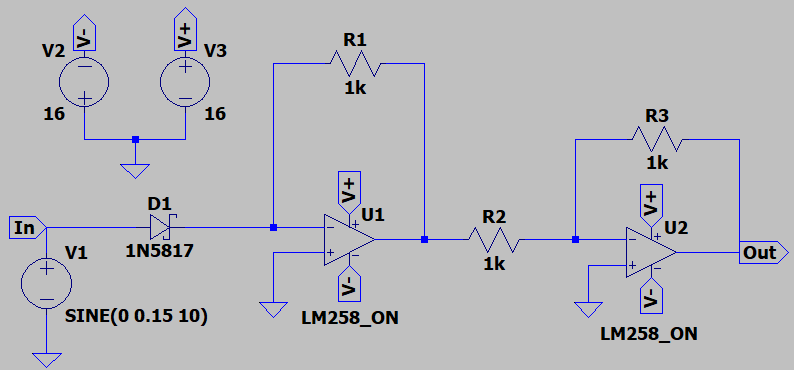 V-
V+
V2
V3
16
16
R1
1k
R3
1k
In
D1
1N5817
V+
U1
V-
LM258_ON
R2
1k
V+
U2
V-
LM258_ON
Out
V1
SINE(0 0.15 10)